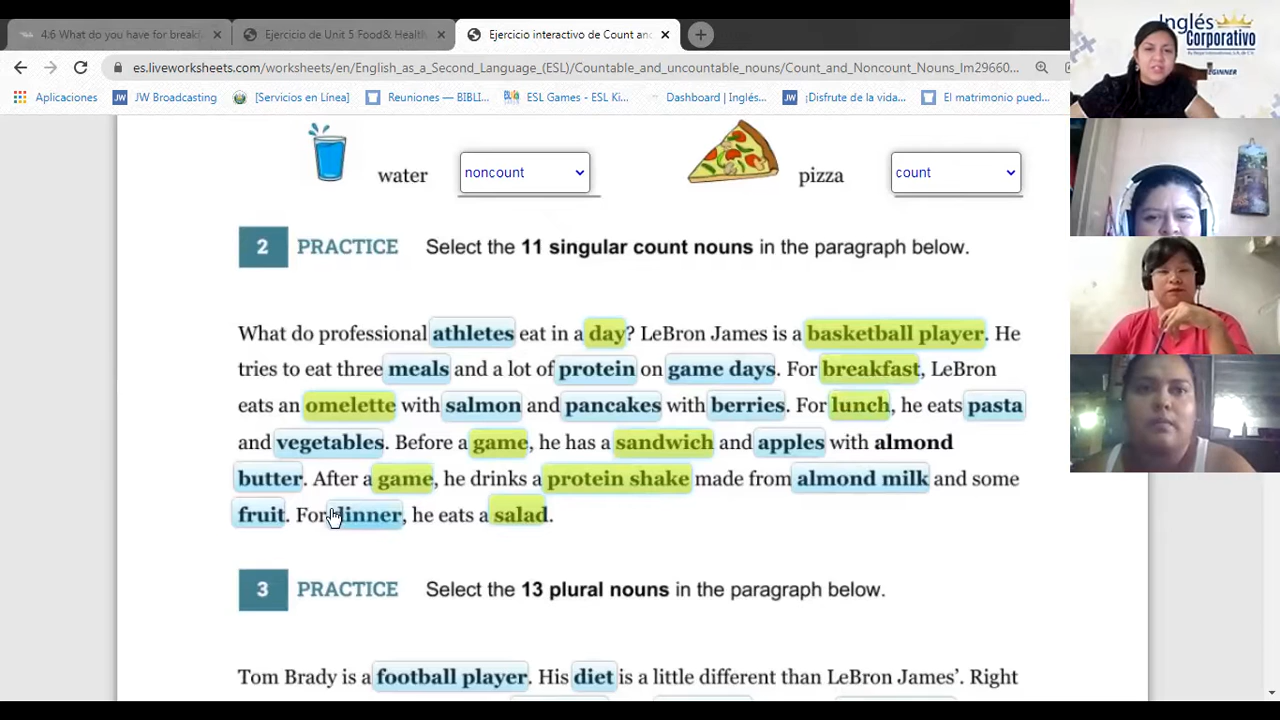 4.6 What do you have for break
Ejercicio de Unit 5 Food& Health
Ejercicio interactivo de Count and
es.liveworksheets.com/worksheets/en/English_as_a_Sec
e_(ESL)/Countable_and_uncountable_nouns/Count_and_Noncount_Nouns_lm29660...
Aplicaciones
JW Broadcasting
[Servicios en Línea]
Reuniones — BIBLI...
ESL Games - ESL Ki...
Dashboard | Inglés...
¡Disfrute de la vida...
El matrimonio pued...
Inglés
Corporativo
water noncount pizza count
2 PRACTICE Select the 11 singular count nouns in the paragraph below.
What do professional athletes eat in a day? LeBron James is a basketball player. He
tries to eat three meals and a lot of protein on game days. For breakfast, LeBron
eats an omelette with salmon and pancakes with berries. For lunch, he eats pasta
and vegetables. Before a game, he has a sandwich and apples with almond
butter. After a game, he drinks a protein shake made from almond milk and some
fruit. For dinner, he eats a salad.
3 PRACTICE Select the 13 plural nouns in the paragraph below.
Tom Brady is a football player. His diet is a little different than LeBron James’. Right